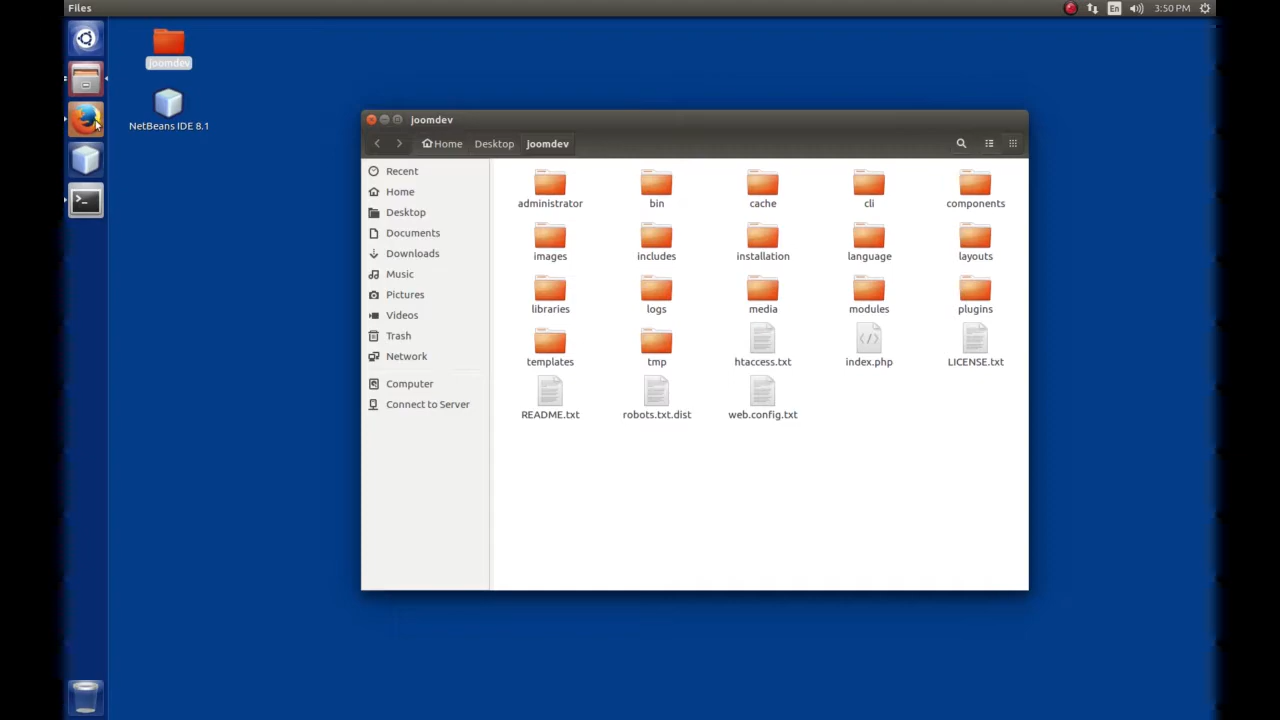 Files
En
3:50 PM
joomdev
NetBeans IDE 8.1
joomdev
Home Desktop joomdev
Recent
Home
Desktop
Documents
Downloads
Music
Pictures
Videos
Trash
Network
Computer
Connect to Server
administrator bin cache cli components
images includes installation language layouts
libraries logs media modules plugins
templates tmp htaccess.txt index.php LICENSE.txt
README.txt robots.txt.dist web.config.txt